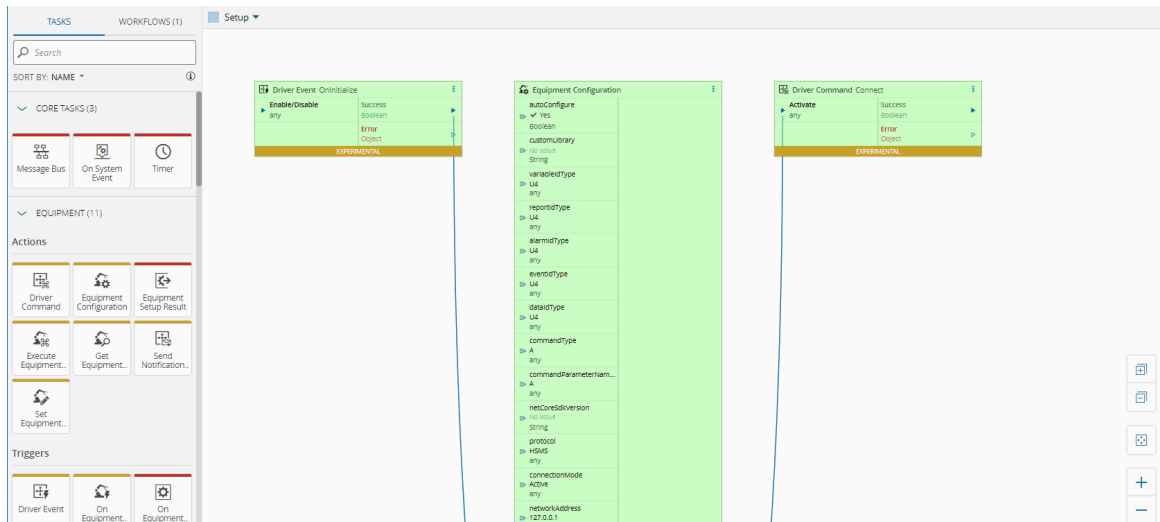 TASKS
WORKFLOWS (1)
Setup
Search
SORT BY: NAME
CORE TASKS (3)
Message Bus
On System
Event
Timer
EQUIPMENT (11)
Actions
Driver
Command
Equipment
Configuration
Equipment
Setup Result
Execute
Equipment..
Get
Equipment..
Send
Notification..
Set
Equipment..
Triggers
Driver Event
On
Equipment..
On
Equipment..
Driver Event OnInitialize
Enable/Disable
any
Success
Boolean
Error
Object
EXPERIMENTAL
Equipment Configuration
autoConfigure
Yes
Boolean
customLibrary
No value
String
variableIdType
U4
any
reportIdType
U4
any
alarmIdType
U4
any
eventIdType
U4
any
dataIdType
U4
any
commandType
A
any
commandParameterNam...
A
any
netCoreSdkVersion
No value
String
protocol
HSMS
any
connectionMode
Active
any
networkAddress
127.0.0.1
Driver Command Connect
Activate
any
Success
Boolean
Error
Object
EXPERIMENTAL